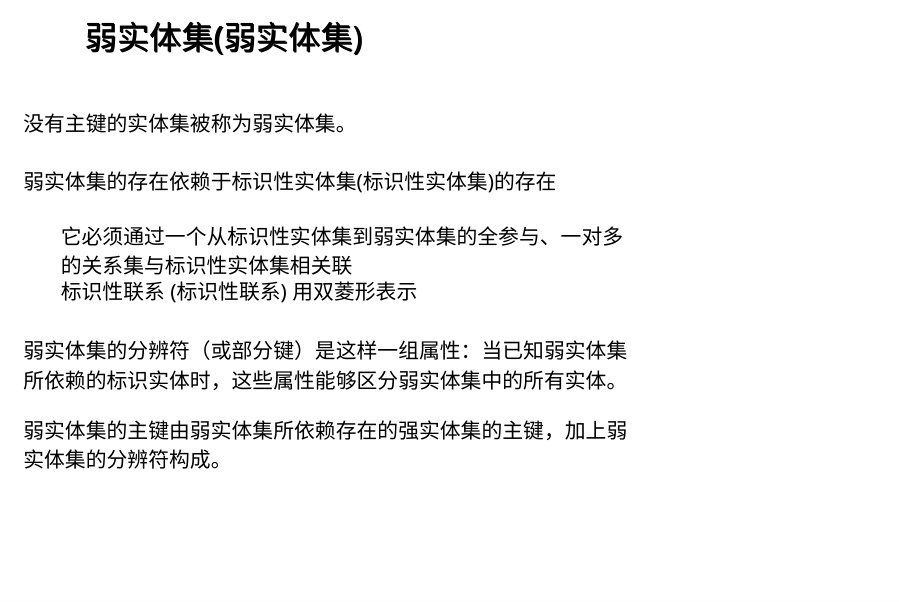 弱实体集(弱实体集)
没有主键的实体集被称为弱实体集。
弱实体集的存在依赖于标识性实体集(标识性实体集)的存在
它必须通过一个从标识性实体集到弱实体集的全参与、一对多
的关系集与标识性实体集相关联
标识性联系 (标识性联系) 用双菱形表示
弱实体集的分辨符（或部分键）是这样一组属性：当已知弱实体集
所依赖的标识实体时，这些属性能够区分弱实体集中的所有实体。
弱实体集的主键由弱实体集所依赖存在的强实体集的主键，加上弱
实体集的分辨符构成。